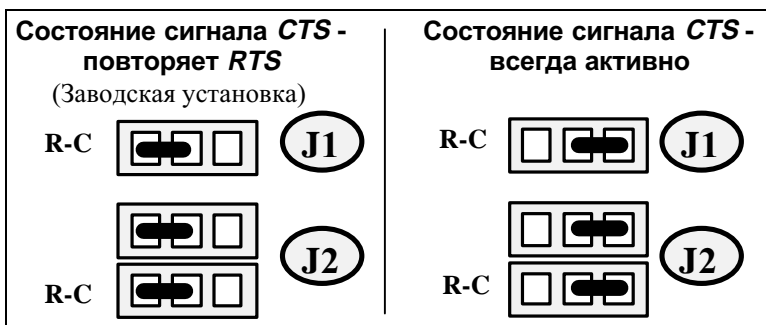 Состояние сигнала CTS -
повторяет RTS
(Заводская установка)
R-C
J1
J2
R-C
Состояние сигнала CTS -
всегда активно
R-C
J1
J2
R-C